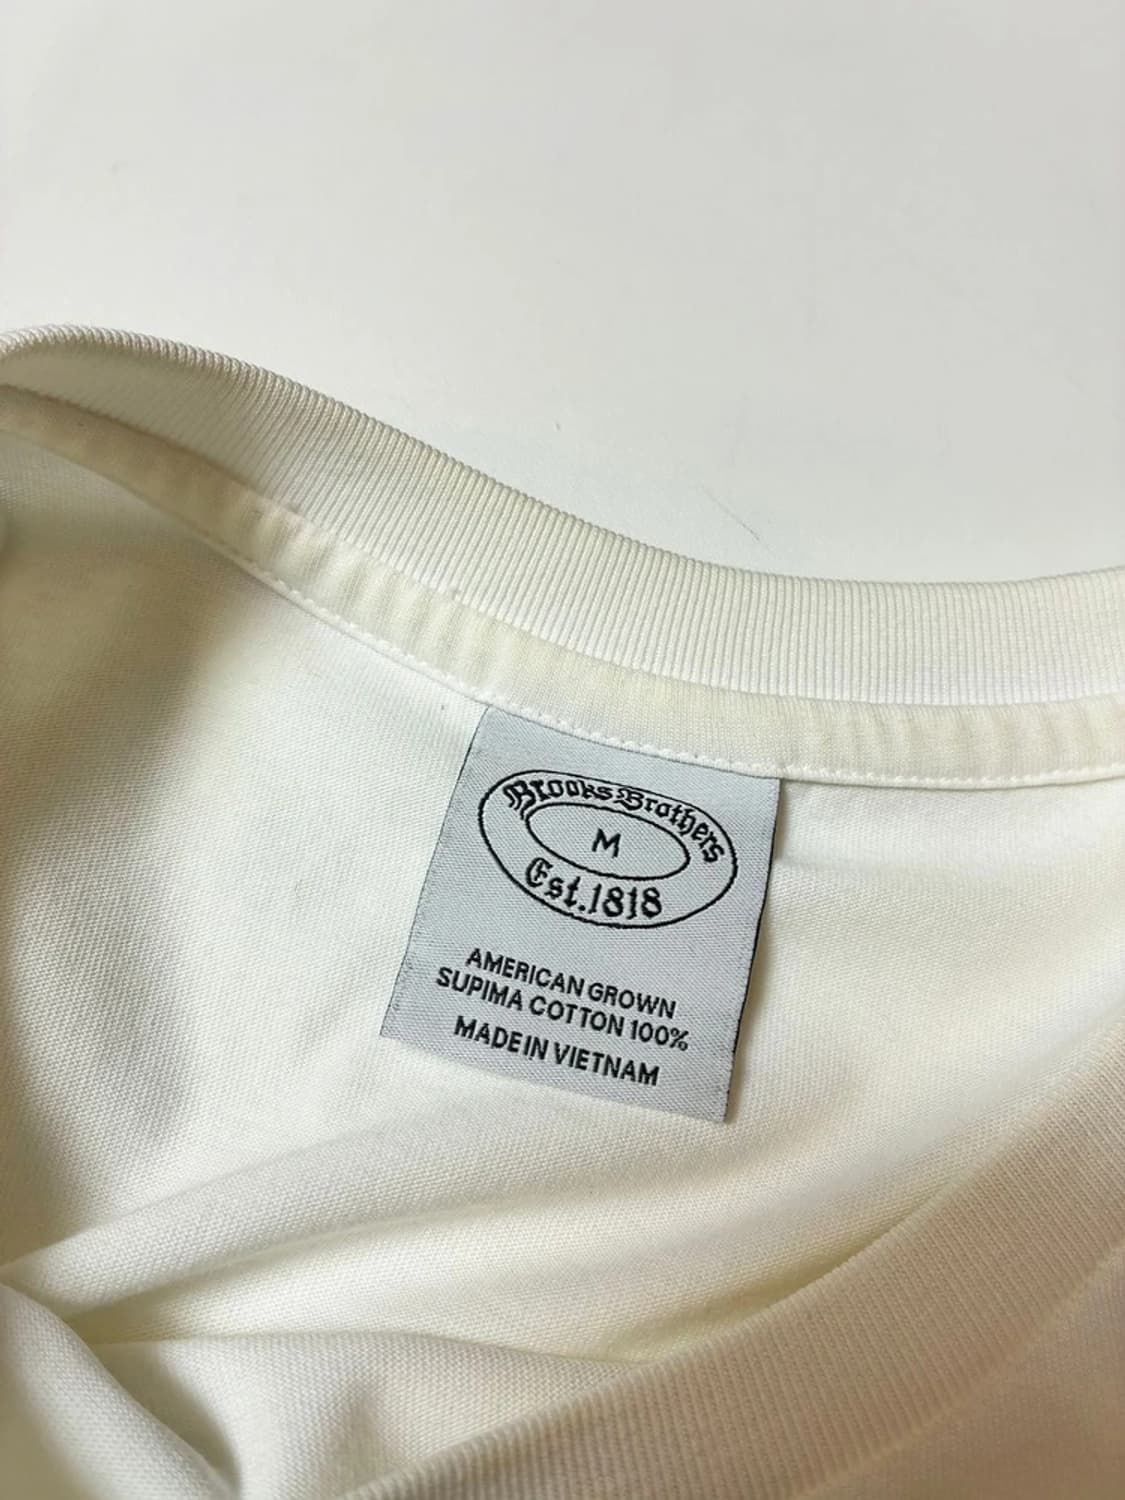 Brooks Brothers
M
Est.1818
AMERICAN GROWN
SUPIMA COTTON 100%
MADE IN VIETNAM